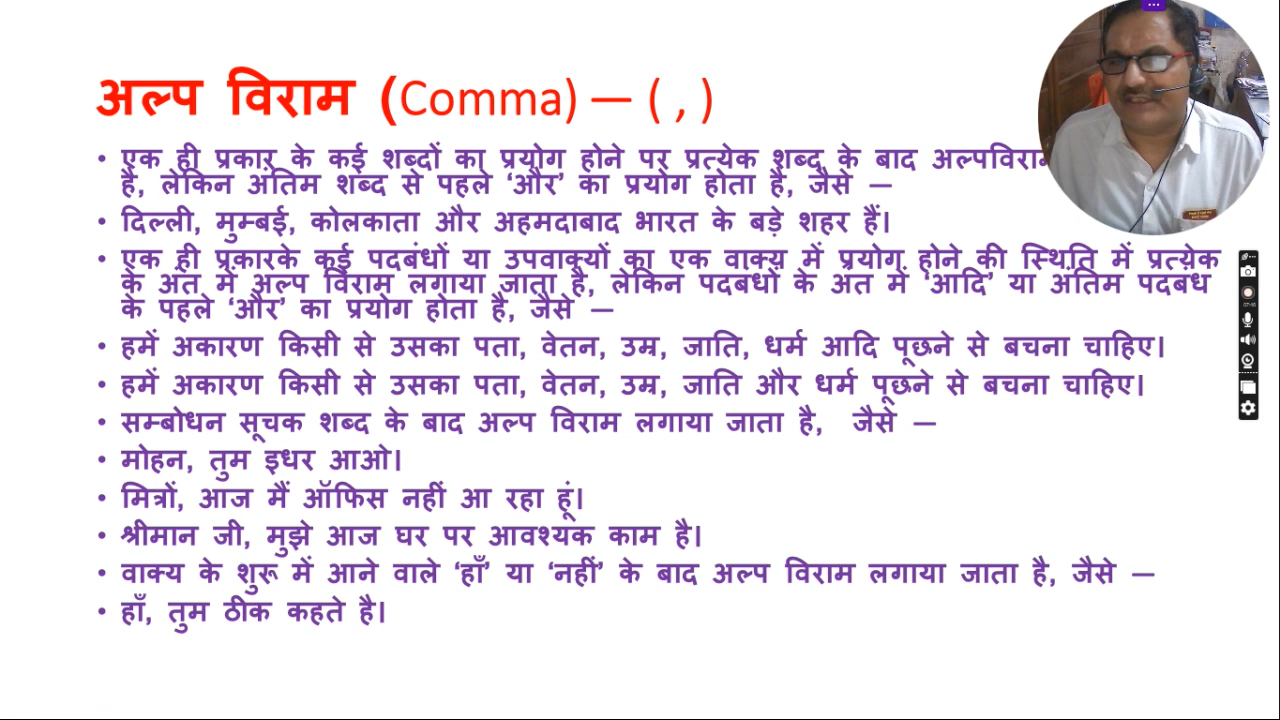 अल्प विराम (Comma) — ( , )
• एक ही प्रकार के कई शब्दों का प्रयोग होने पर प्रत्येक शब्द के बाद अल्पविराम
है, लेकिन अंतिम शब्द से पहले ‘और’ का प्रयोग होता है, जैसे —
• दिल्ली, मुम्बई, कोलकाता और अहमदाबाद भारत के बड़े शहर हैं।
• एक ही प्रकारके कई पदबंधों या उपवाक्यों का एक वाक्य में प्रयोग होने की स्थिति में प्रत्येक
के अंत में अल्प विराम लगाया जाता है, लेकिन पदबंधों के अंत में ‘आदि’ या अंतिम पदबंध
के पहले ‘और’ का प्रयोग होता है, जैसे —
• हमें अकारण किसी से उसका पता, वेतन, उम्र, जाति, धर्म आदि पूछने से बचना चाहिए।
• हमें अकारण किसी से उसका पता, वेतन, उम्र, जाति और धर्म पूछने से बचना चाहिए।
• सम्बोधन सूचक शब्द के बाद अल्प विराम लगाया जाता है, जैसे —
• मोहन, तुम इधर आओ।
• मित्रों, आज मैं ऑफिस नहीं आ रहा हूं।
• श्रीमान जी, मुझे आज घर पर आवश्यक काम है।
• वाक्य के शुरू में आने वाले ‘हाँ’ या ‘नहीं’ के बाद अल्प विराम लगाया जाता है, जैसे —
• हाँ, तुम ठीक कहते है।